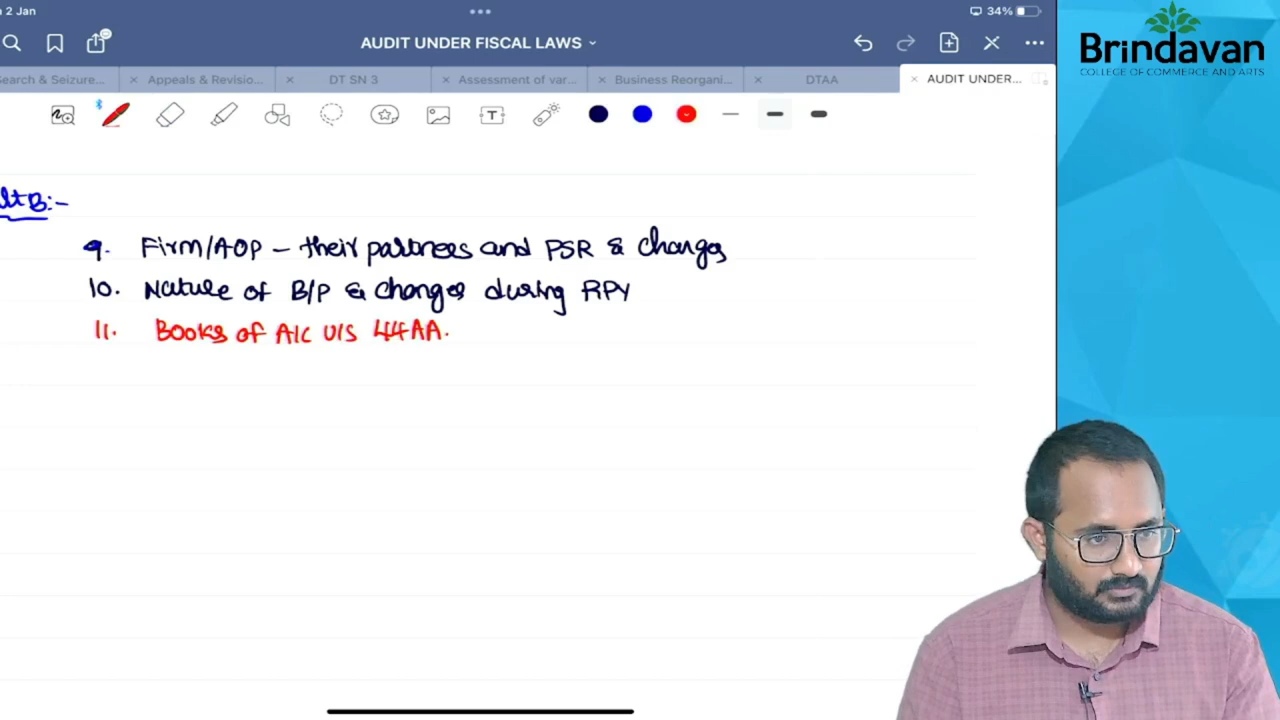 2 Jan
34%
Brindavan
COLLEGE OF COMMERCE AND ARTS
AUDIT UNDER FISCAL LAWS
earch & Seizure...
Appeals & Revisio...
DT SN 3
Assessment of var...
Business Reorgani...
DTAA
AUDIT UNDER...
B:-
9. Firm/AOP - their partners and PSR & changes
10. Nature of B/P & changes during RPY
11. Books of A/C U/S 44AA.